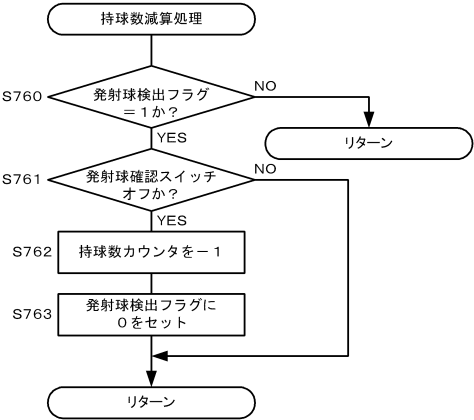 持球数減算処理
S760
発射球検出フラグ
＝１か？
NO
リターン
YES
S761
発射球確認スイッチ
オフか？
NO
YES
S762
持球数カウンタを－１
S763
発射球検出フラグに
０をセット
リターン